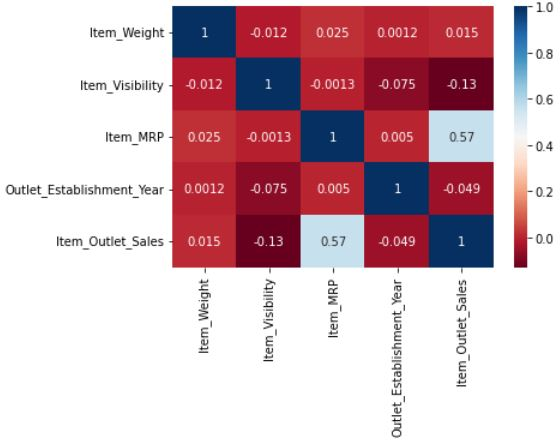 Item_Weight 1 -0.012 0.025 0.0012 0.015
Item_Visibility -0.012 1 -0.0013 -0.075 -0.13
Item_MRP 0.025 -0.0013 1 0.005 0.57
Outlet_Establishment_Year 0.0012 -0.075 0.005 1 -0.049
Item_Outlet_Sales 0.015 -0.13 0.57 -0.049 1
Item_Weight
Item_Visibility
Item_MRP
Outlet_Establishment_Year
Item_Outlet_Sales
1.0
0.8
0.6
0.4
0.2
0.0